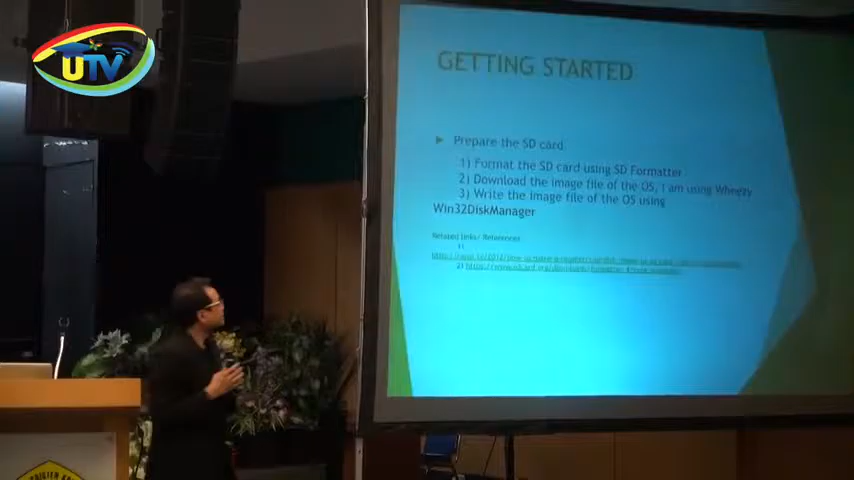 UTV
GETTING STARTED
Prepare the SD card
1) Format the SD card using SD Formatter
2) Download the image file of the OS, I am using Wheezy
3) Write the image file of the OS using
Win32DiskManager
Related Links/ References
1)
2)